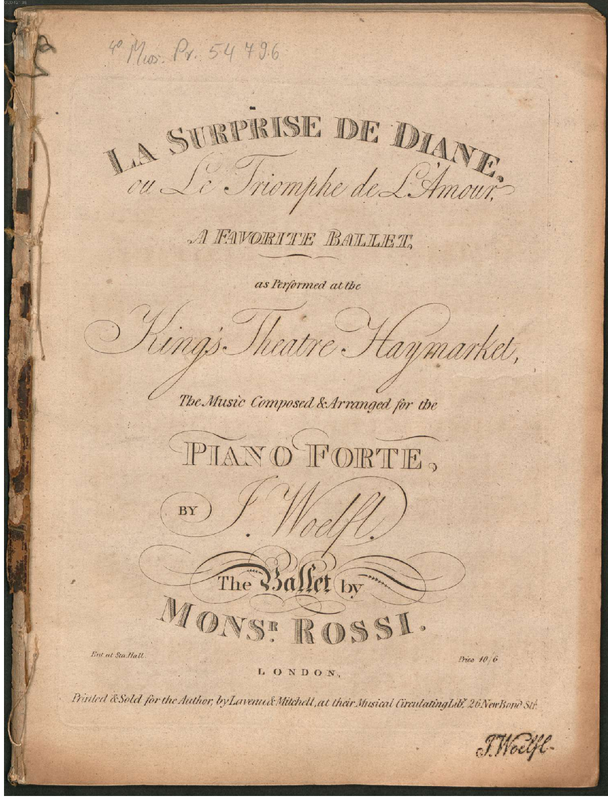 4° Mus. Pr. 54 796
LA SURPRISE DE DIANE,
ou Le Triomphe de L'Amour,
A FAVORITE BALLET,
as Performed at the
King's Theatre Haymarket,
The Music Composed & Arranged for the
PIANO FORTE,
BY J. Woelfl.
The Ballet by
MONSR. ROSSI.
Ent. at Sta. Hall. Price 10/6
LONDON,
Printed & Sold for the Author, by Laveau & Mitchell, at their Musical Circulating Liby. 26 New Bond Str.
J. Woelfl